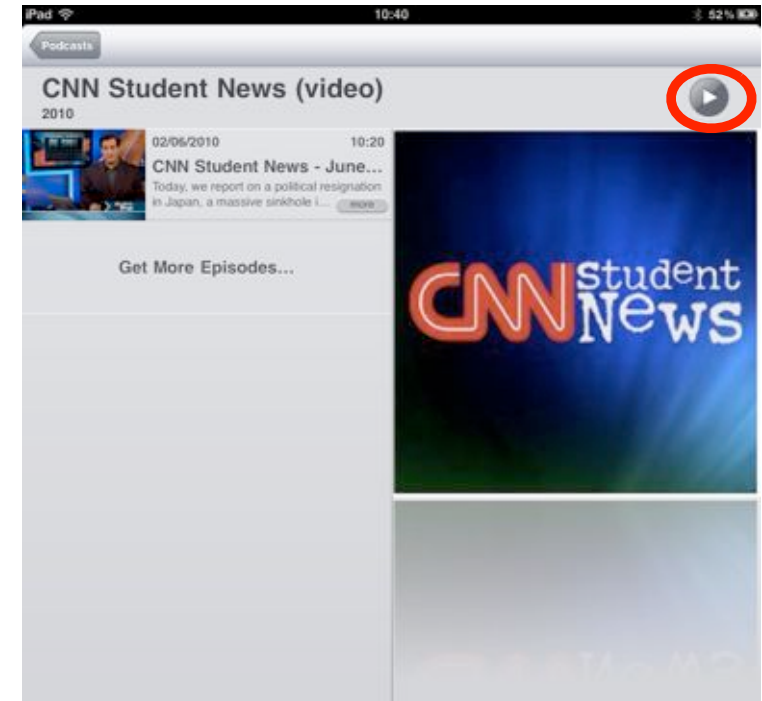 iPad 10:40 52%
Podcasts
CNN Student News (video)
2010
02/06/2010 10:20
CNN Student News - June...
Today, we report on a political resignation
in Japan, a massive sinkhole i... more
Get More Episodes...
CNN Student
News